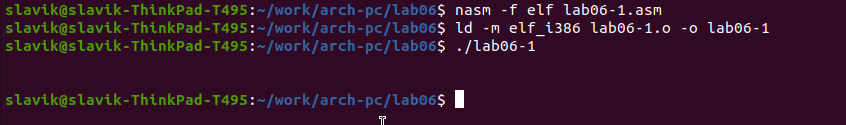 slavik@slavik-ThinkPad-T495:~/work/arch-pc/lab06$ nasm -f elf lab06-1.asm
slavik@slavik-ThinkPad-T495:~/work/arch-pc/lab06$ ld -m elf_i386 lab06-1.o -o lab06-1
slavik@slavik-ThinkPad-T495:~/work/arch-pc/lab06$ ./lab06-1
slavik@slavik-ThinkPad-T495:~/work/arch-pc/lab06$